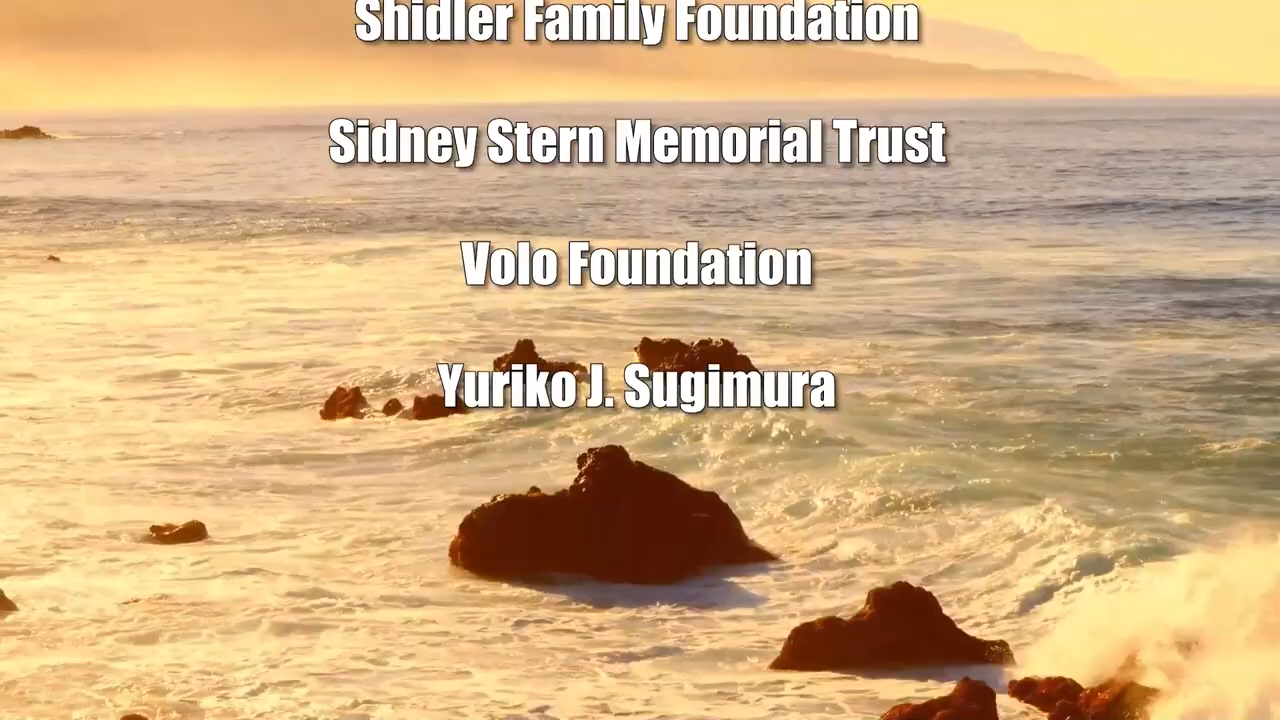 Shidler Family Foundation
Sidney Stern Memorial Trust
Volo Foundation
Yuriko J. Sugimura